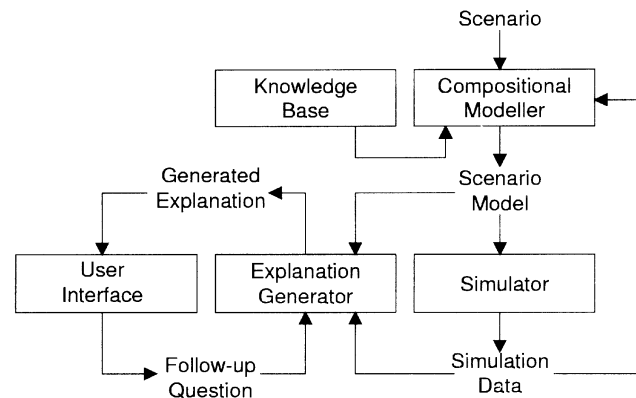 Scenario
Knowledge
Base
Compositional
Modeller
Generated
Explanation
Scenario
Model
User
Interface
Explanation
Generator
Simulator
Follow-up
Question
Simulation
Data